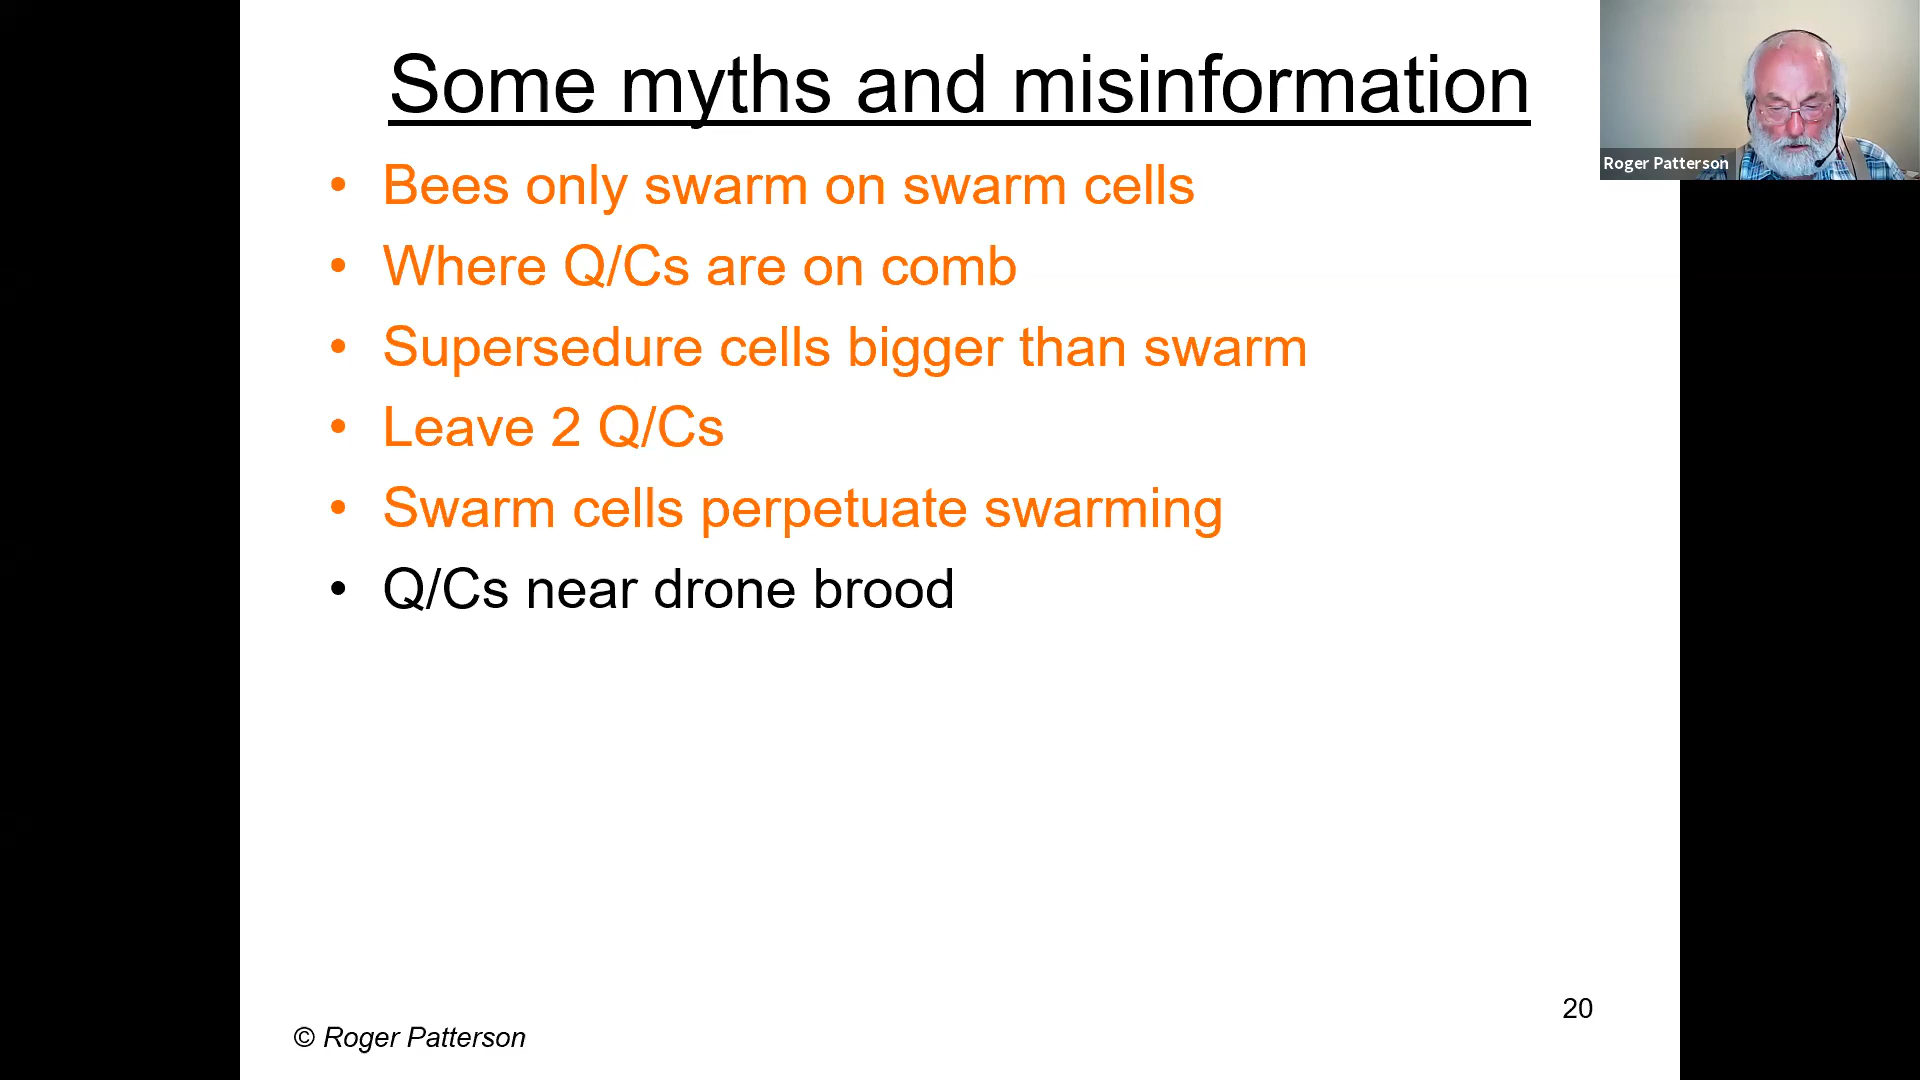 Some myths and misinformation
Roger Patterson
• Bees only swarm on swarm cells
• Where Q/Cs are on comb
• Supersedure cells bigger than swarm
• Leave 2 Q/Cs
• Swarm cells perpetuate swarming
• Q/Cs near drone brood
20
© Roger Patterson